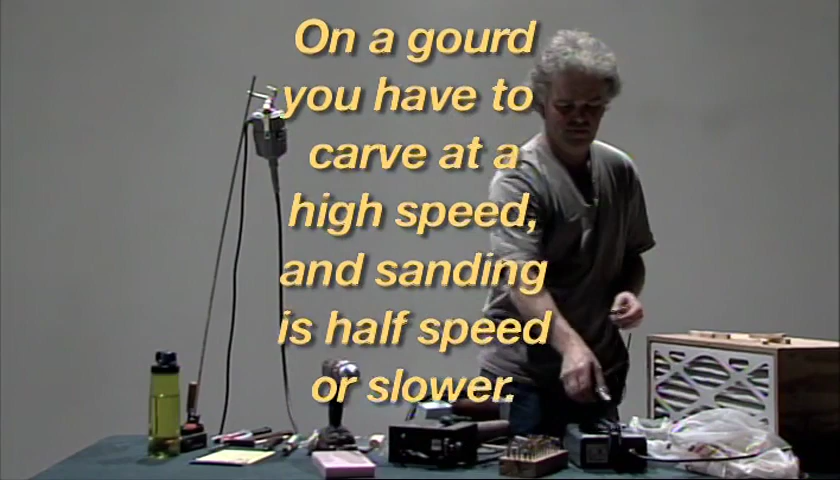 On a gourd
you have to
carve at a
high speed,
and sanding
is half speed
or slower.